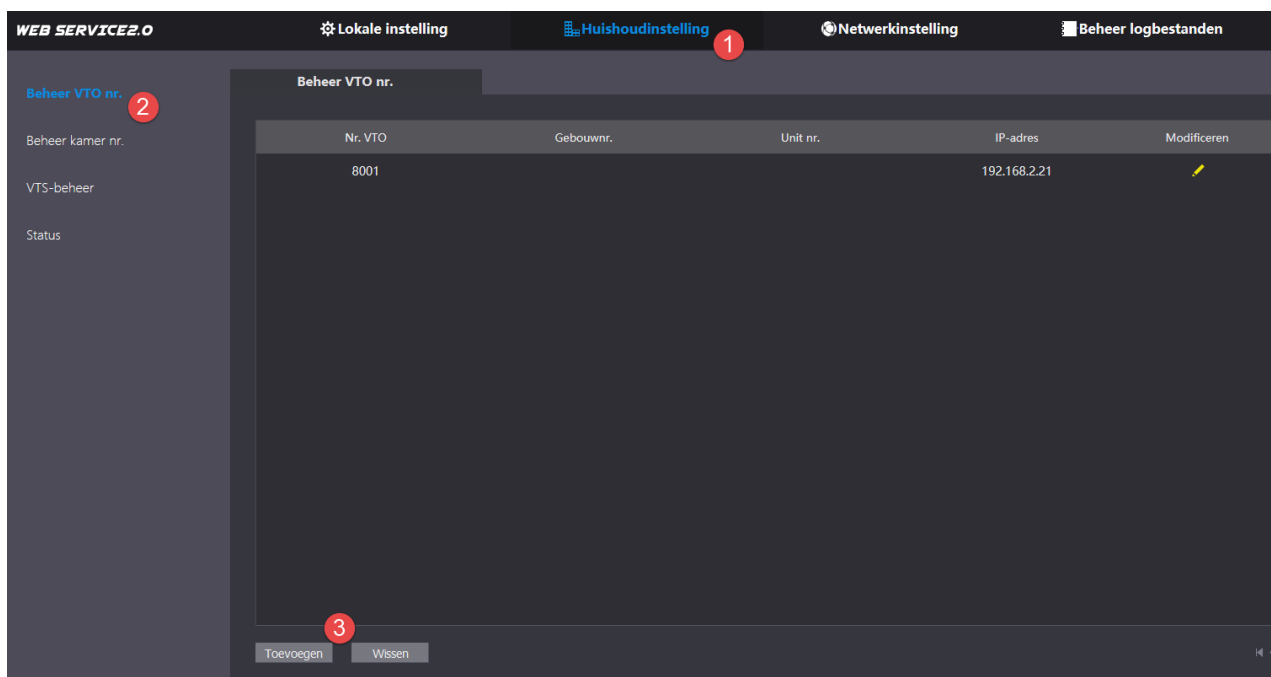 WEB SERVICE2.0 Lokale instelling Huishoudinstelling Netwerkinstelling Beheer logbestanden
1
Beheer VTO nr.
2
Beheer kamer nr.
VTS-beheer
Status
Beheer VTO nr.
Nr. VTO Gebouwnr. Unit nr. IP-adres Modificeren
8001 192.168.2.21
3
Toevoegen Wissen